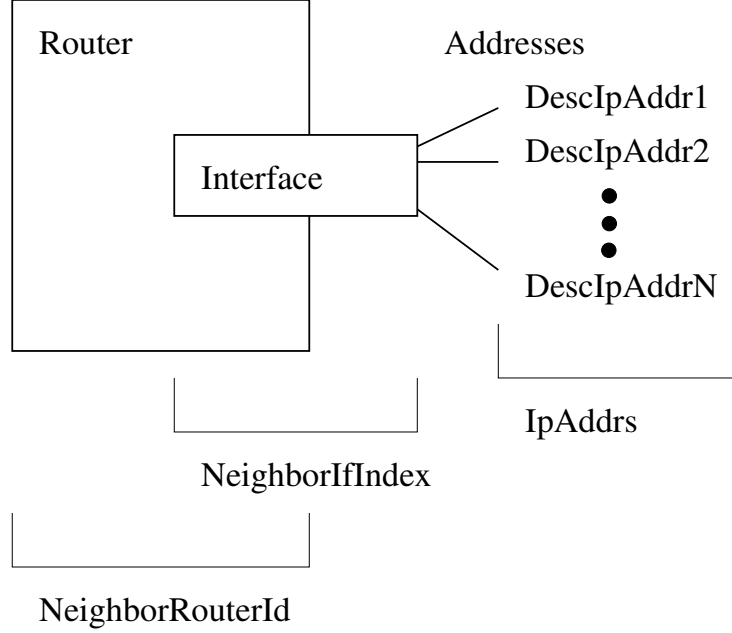 Router
Addresses
DescIpAddr1
DescIpAddr2
Interface
DescIpAddrN
IpAddrs
NeighborIfIndex
NeighborRouterId